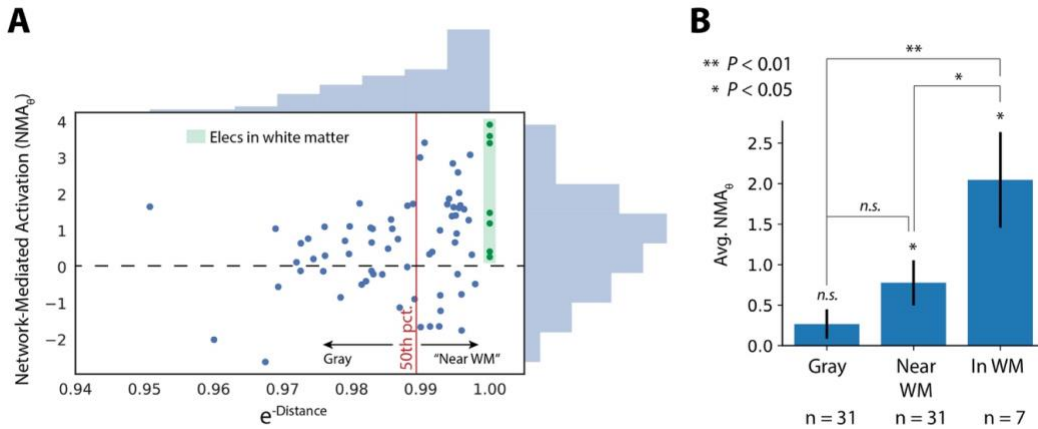 A
Network-Mediated Activation (NMAθ)
4
3
2
1
0
−1
−2
Elecs in white matter
50th pct.
Gray
"Near WM"
0.94 0.95 0.96 0.97 0.98 0.99 1.00
e-Distance
B
** P < 0.01
* P < 0.05
**
*
*
n.s.
*
n.s.
Avg. NMAθ
2.5
2.0
1.5
1.0
0.5
0.0
Gray Near WM In WM
n = 31 n = 31 n = 7